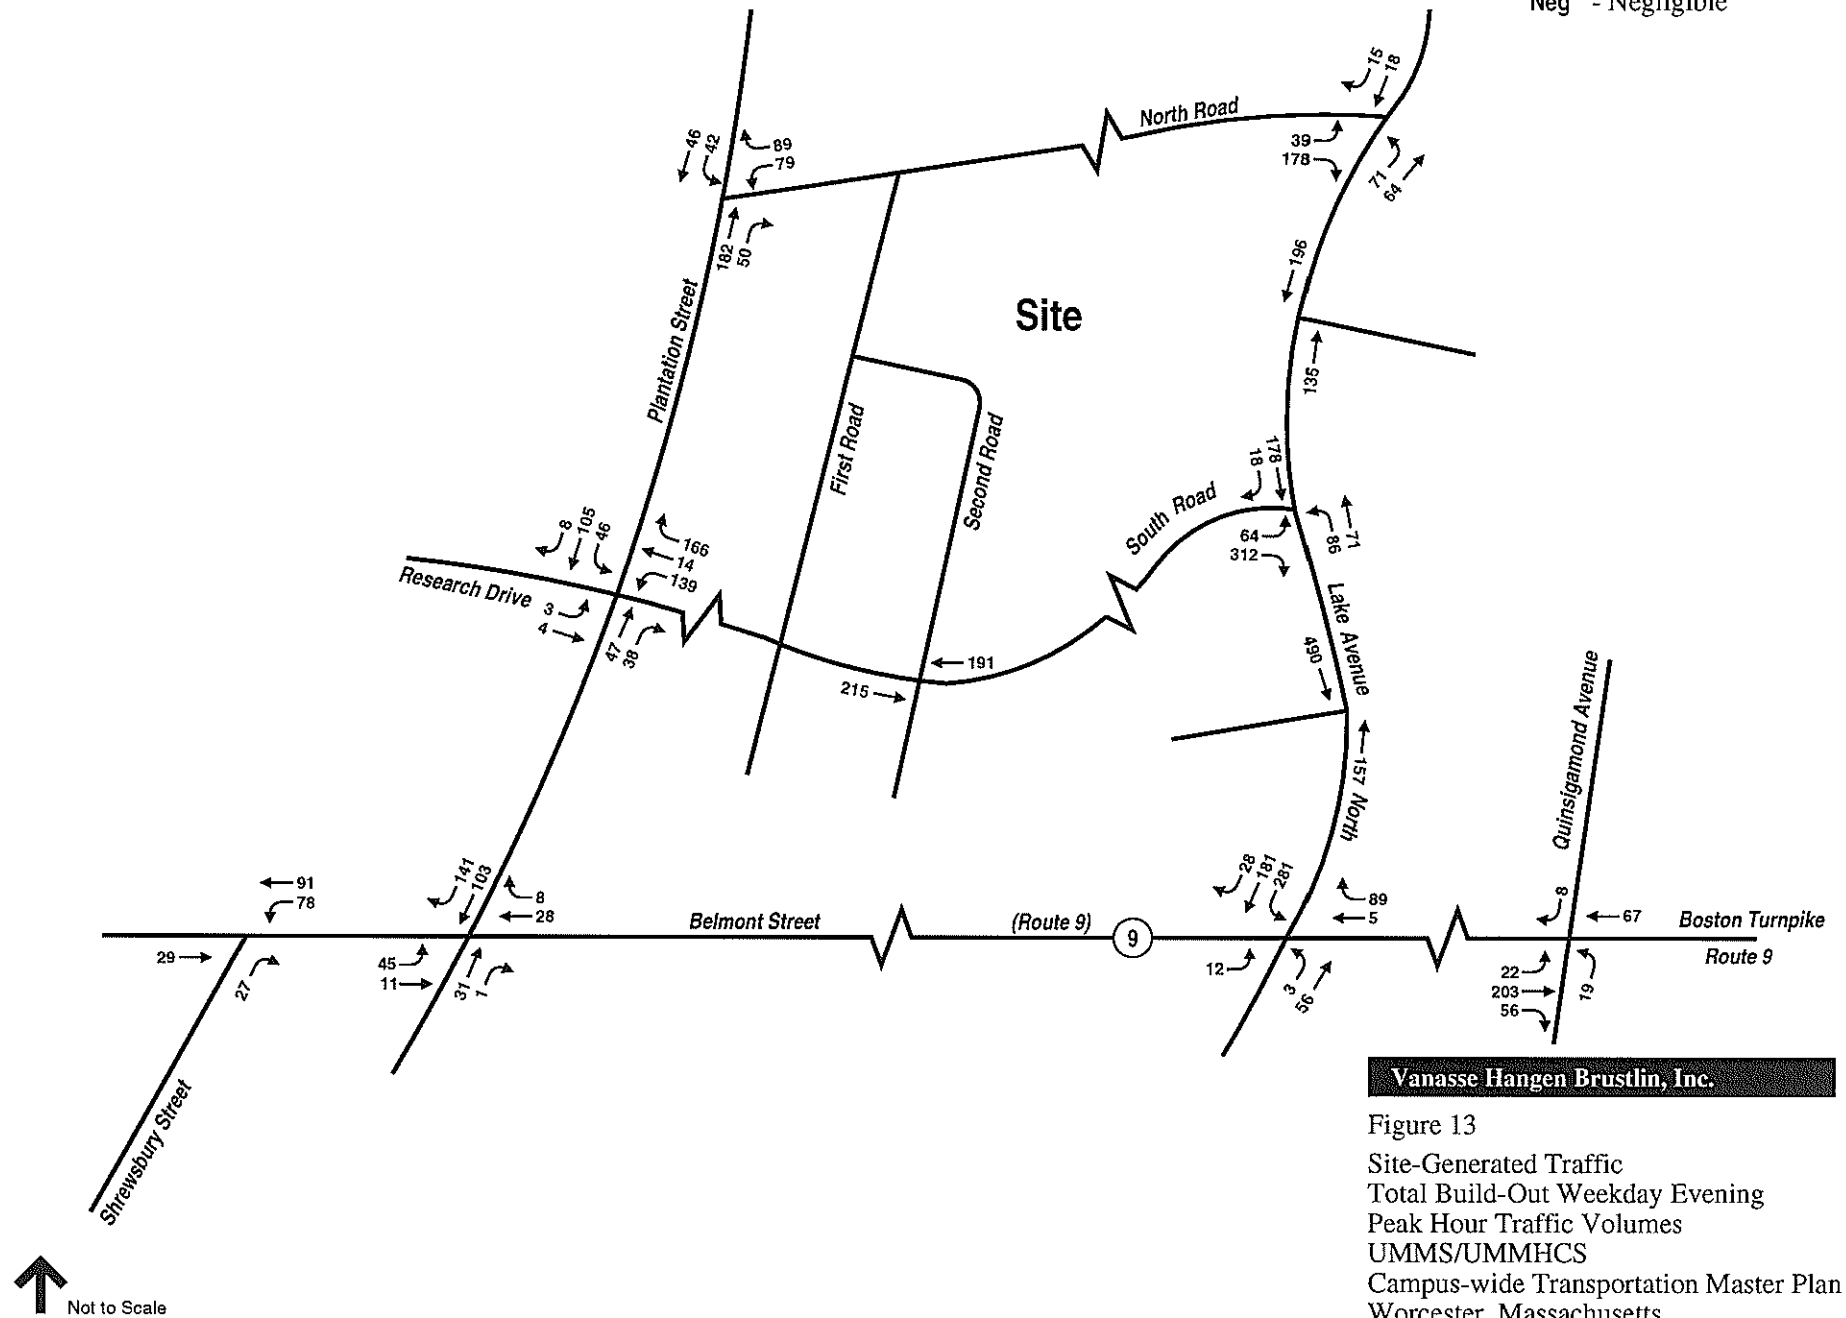 Neg - Negligible
15
18
North Road
39
178
71
64
46
42
89
79
182
50
196
Site
135
Plantation Street
First Road
Second Road
178
18
South Road
64
312
71
86
8
105
46
166
14
139
Research Drive
3
4
47
38
Lake Avenue
191
215
490
157 North
Quinsigamond Avenue
141
103
8
28
91
78
28
181
281
89
5
8
67
Belmont Street
(Route 9)
9
Boston Turnpike
Route 9
29
27
45
11
31
1
12
3
56
22
203
56
19
Shrewsbury Street
Vanasse Hangen Brustlin, Inc.
Figure 13
Site-Generated Traffic
Total Build-Out Weekday Evening
Peak Hour Traffic Volumes
UMMS/UMMHCS
Campus-wide Transportation Master Plan
Worcester, Massachusetts
Not to Scale